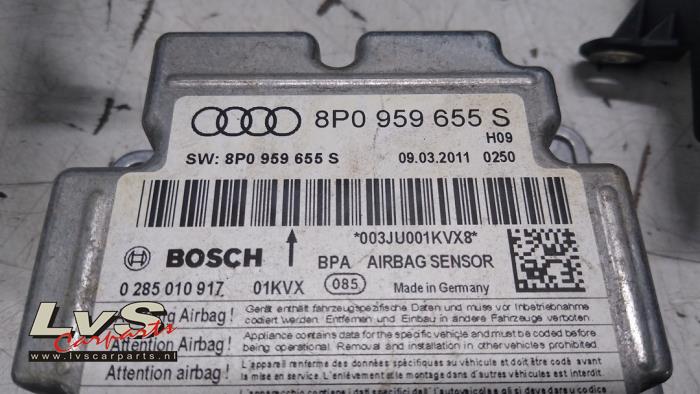 8P0 959 655 S
H09
SW: 8P0 959 655 S 09.03.2011 0250
*003JU001KVX8*
BOSCH BPA AIRBAG SENSOR
0 285 010 917 01KVX 085 Made in Germany
Airbag! Gerät enthält fahrzeugspezifische Daten und muss vor Inbetriebnahme
codiert werden. Entfernen und Einbau in andere Fahrzeuge verboten.
Attention Airbag! Appliance contains data for the specific vehicle and must be coded before
being operational. Removal and installation in other vehicles prohibited.
Attention airbag! L'appareil renferme des données spécifiques au véhicule et doit être codé avant
la mise en service. L'enlèvement et le montage dans d'autres véhicules est interdit
LvS
Carparts
www.lvscarparts.nl